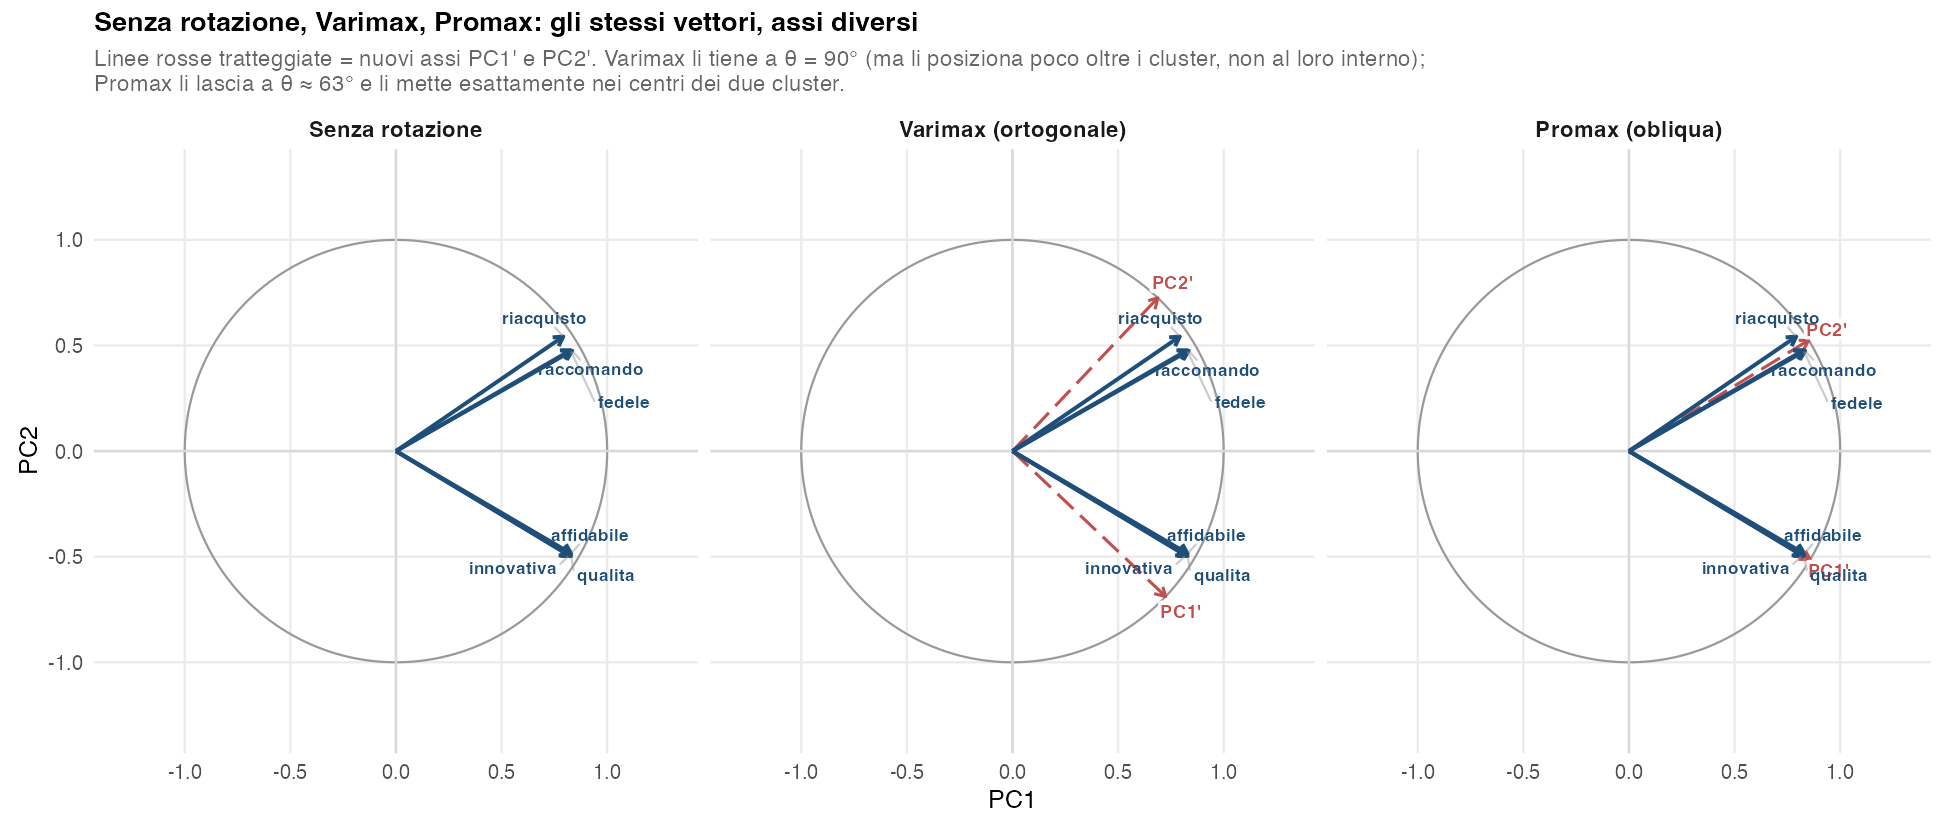 Senza rotazione, Varimax, Promax: gli stessi vettori, assi diversi
Linee rosse tratteggiate = nuovi assi PC1' e PC2'. Varimax li tiene a θ = 90° (ma li posiziona poco oltre i cluster, non al loro interno);
Promax li lascia a θ ≈ 63° e li mette esattamente nei centri dei due cluster.
Senza rotazione
Varimax (ortogonale)
Promax (obliqua)
PC2
1.0
0.5
0.0
-0.5
-1.0
riacquisto
raccomando
fedele
affidabile
innovativa
qualita
-1.0 -0.5 0.0 0.5 1.0
PC2'
riacquisto
raccomando
fedele
affidabile
innovativa
qualita
PC1'
-1.0 -0.5 0.0 0.5 1.0
riacquisto
PC2'
raccomando
fedele
affidabile
innovativa
PC1'
qualita
-1.0 -0.5 0.0 0.5 1.0
PC1